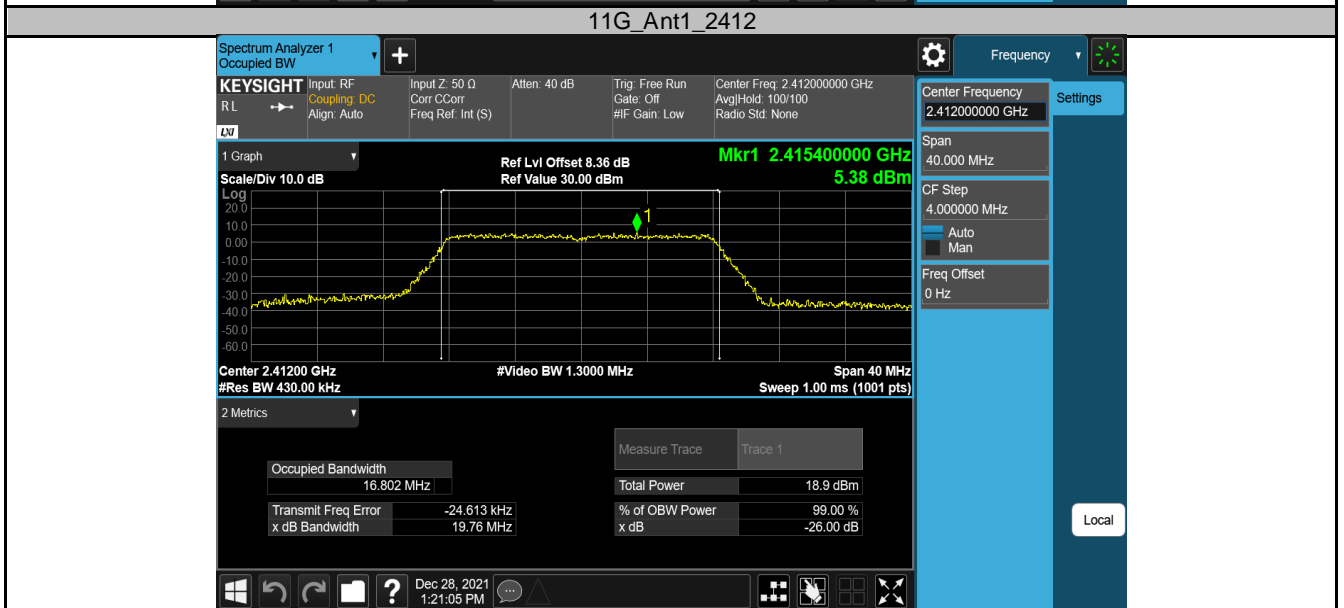 11G_Ant1_2412
Spectrum Analyzer 1
Occupied BW
+
Frequency
KEYSIGHT
R L
LXI
Input: RF
Coupling: DC
Align: Auto
Input Z: 50 Ω
Corr CCorr
Freq Ref: Int (S)
Atten: 40 dB
Trig: Free Run
Gate: Off
#IF Gain: Low
Center Freq: 2.412000000 GHz
Avg|Hold: 100/100
Radio Std: None
Center Frequency
2.412000000 GHz
Settings
Span
40.000 MHz
CF Step
4.000000 MHz
Auto
Man
Freq Offset
0 Hz
1 Graph
Scale/Div 10.0 dB
Ref Lvl Offset 8.36 dB
Ref Value 30.00 dBm
Mkr1 2.415400000 GHz
5.38 dBm
Log
20.0
10.0
0.00
-10.0
-20.0
-30.0
-40.0
-50.0
-60.0
1
Center 2.41200 GHz
#Res BW 430.00 kHz
#Video BW 1.3000 MHz
Span 40 MHz
Sweep 1.00 ms (1001 pts)
2 Metrics
Measure Trace Trace 1
Occupied Bandwidth
16.802 MHz
Total Power 18.9 dBm
Transmit Freq Error -24.613 kHz
x dB Bandwidth 19.76 MHz
% of OBW Power 99.00 %
x dB -26.00 dB
Local
?
Dec 28, 2021
1:21:05 PM